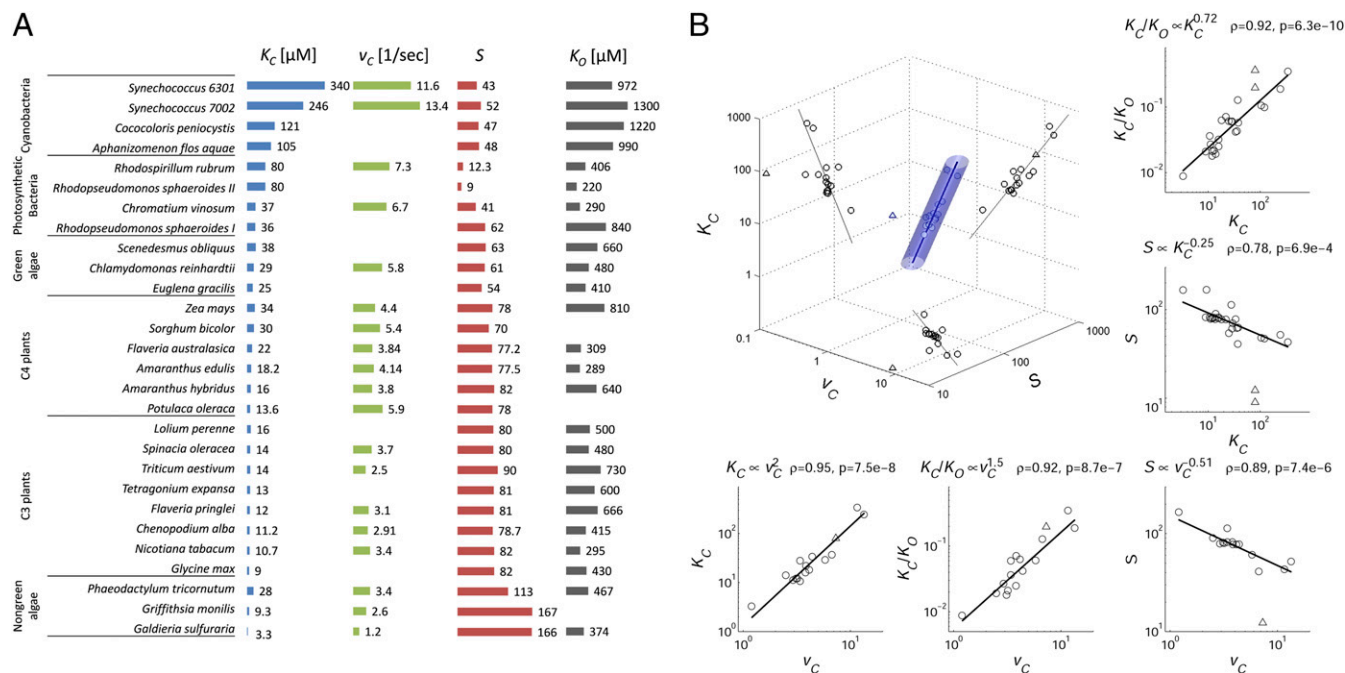 A
K_C [µM] v_C [1/sec] S K_O [µM]
Cyanobacteria
Synechococcus 6301 340 11.6 43 972
Synechococcus 7002 246 13.4 52 1300
Cococoloris peniocystis 121 47 1220
Aphanizomenon flos aquae 105 48 990
Photosynthetic Bacteria
Rhodospirillum rubrum 80 7.3 12.3 406
Rhodopseudomonos sphaeroides II 80 9 220
Chromatium vinosum 37 6.7 41 290
Rhodopseudomonos sphaeroides I 36 62 840
Green algae
Scenedesmus obliquus 38 63 660
Chlamydomonas reinhardtii 29 5.8 61 480
Euglena gracilis 25 54 410
C4 plants
Zea mays 34 4.4 78 810
Sorghum bicolor 30 5.4 70
Flaveria australasica 22 3.84 77.2 309
Amaranthus edulis 18.2 4.14 77.5 289
Amaranthus hybridus 16 3.8 82 640
Potulaca oleraca 13.6 5.9 78
C3 plants
Lolium perenne 16 80 500
Spinacia oleracea 14 3.7 80 480
Triticum aestivum 14 2.5 90 730
Tetragonium expansa 13 81 600
Flaveria pringlei 12 3.1 81 666
Chenopodium alba 11.2 2.91 78.7 415
Nicotiana tabacum 10.7 3.4 82 295
Glycine max 9 82 430
Nongreen algae
Phaeodactylum tricornutum 28 3.4 113 467
Griffithsia monilis 9.3 2.6 167
Galdieria sulfuraria 3.3 1.2 166 374
B
K_C
1000
100
10
1
0.1
v_C
1
10
S
10
100
1000
K_C/K_O ∝K_C^0.72 ρ=0.92, p=6.3e-10
K_C/K_O
10^-1
10^-2
10^1 10^2
K_C
S ∝ K_C^-0.25 ρ=0.78, p=6.9e-4
S
10^2
10^1
10^1 10^2
K_C
K_C ∝ v_C^2 ρ=0.95, p=7.5e-8
K_C
10^2
10^1
10^0
10^0 10^1
v_C
K_C/K_O ∝v_C^1.5 ρ=0.92, p=8.7e-7
K_C/K_O
10^-1
10^-2
10^0 10^1
v_C
S ∝ v_C^-0.51 ρ=0.89, p=7.4e-6
S
10^2
10^1
10^0 10^1
v_C